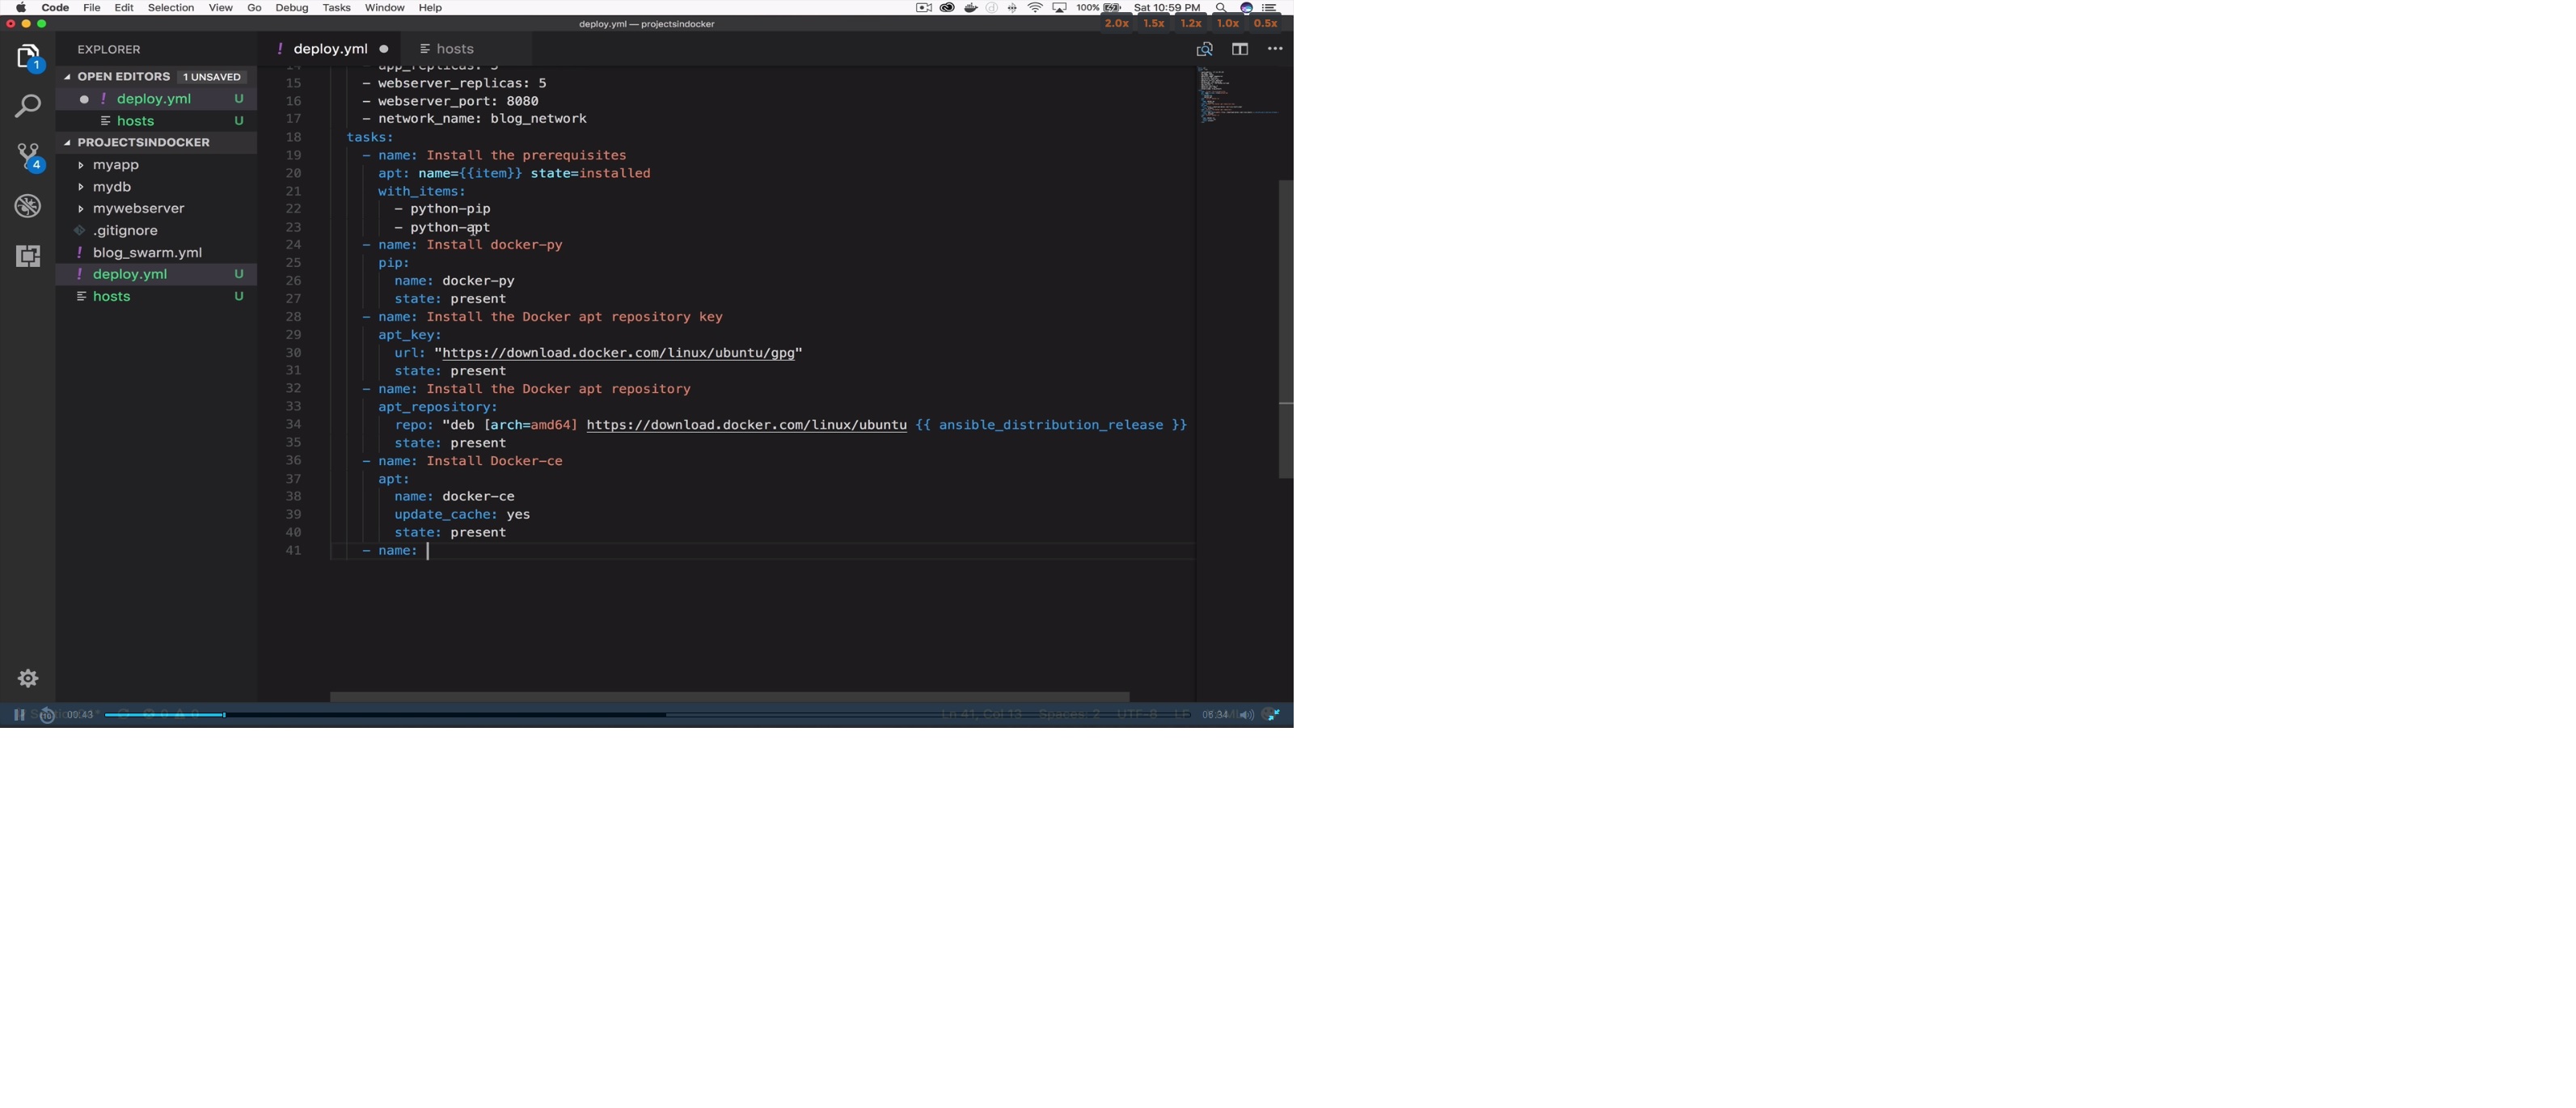 Code File Edit Selection View Go Debug Tasks Window Help 100% Sat 10:59 PM
deploy.yml — projectsindocker
2.0x 1.5x 1.2x 1.0x 0.5x
EXPLORER
! deploy.yml
hosts
OPEN EDITORS 1 UNSAVED
! deploy.yml U
hosts U
PROJECTSINDOCKER
myapp
mydb
mywebserver
.gitignore
! blog_swarm.yml
! deploy.yml U
hosts U
1
4
14 - app_replicas: 5
15 - webserver_replicas: 5
16 - webserver_port: 8080
17 - network_name: blog_network
18 tasks:
19 - name: Install the prerequisites
20 apt: name={{item}} state=installed
21 with_items:
22 - python-pip
23 - python-apt
24 - name: Install docker-py
25 pip:
26 name: docker-py
27 state: present
28 - name: Install the Docker apt repository key
29 apt_key:
30 url: "https://download.docker.com/linux/ubuntu/gpg"
31 state: present
32 - name: Install the Docker apt repository
33 apt_repository:
34 repo: "deb [arch=amd64] https://download.docker.com/linux/ubuntu {{ ansible_distribution_release }}
35 state: present
36 - name: Install Docker-ce
37 apt:
38 name: docker-ce
39 update_cache: yes
40 state: present
41 - name:
10 09:43 Ln 41, Col 13 Spaces: 2 UTF-8 LF 05:34